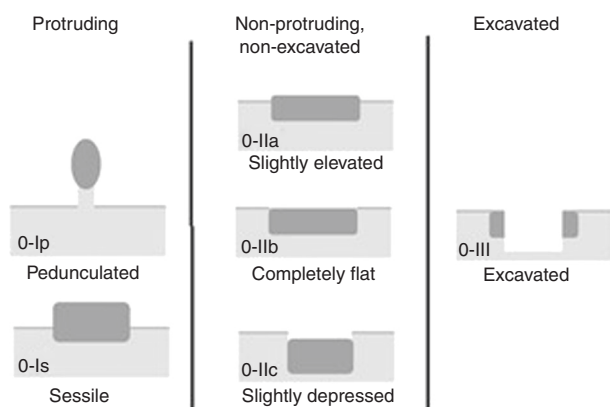 Protruding
0-Ip
Pedunculated
0-Is
Sessile
Non-protruding,
non-excavated
0-IIa
Slightly elevated
0-IIb
Completely flat
0-IIc
Slightly depressed
Excavated
0-III
Excavated